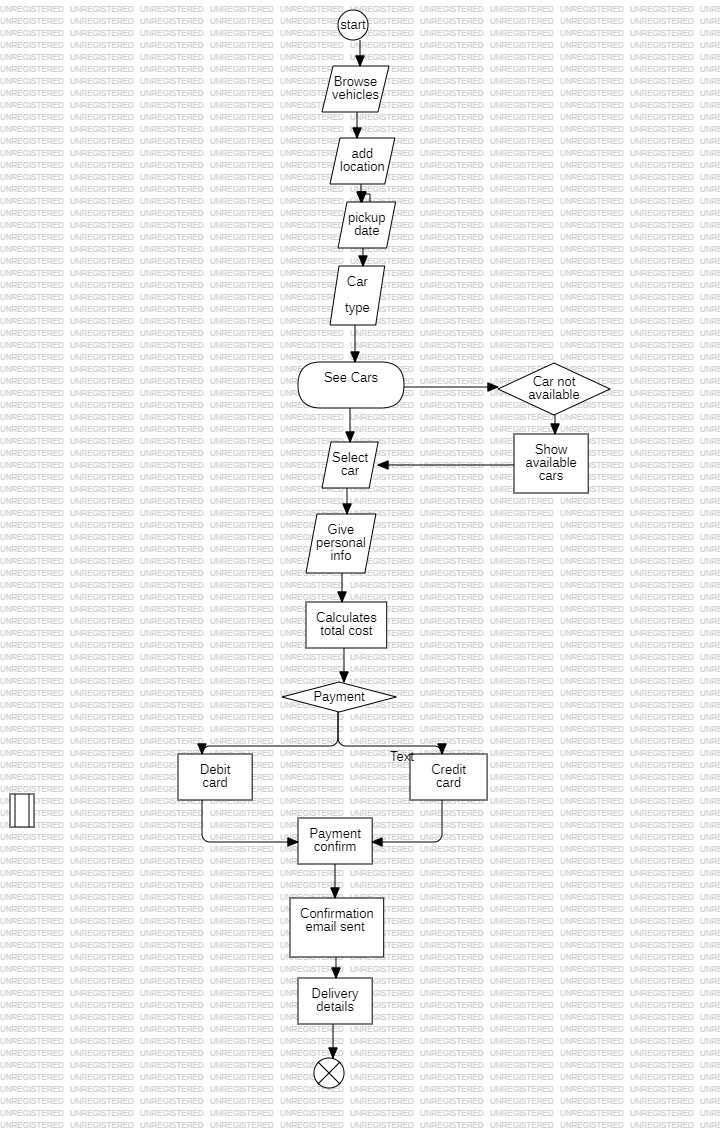 UNREGISTERED
start
Browse
vehicles
add
location
pickup
date
Car
type
See Cars
Car not
available
Show
available
cars
Select
car
Give
personal
info
Calculates
total cost
Payment
Text
Debit
card
Credit
card
Payment
confirm
Confirmation
email sent
Delivery
details